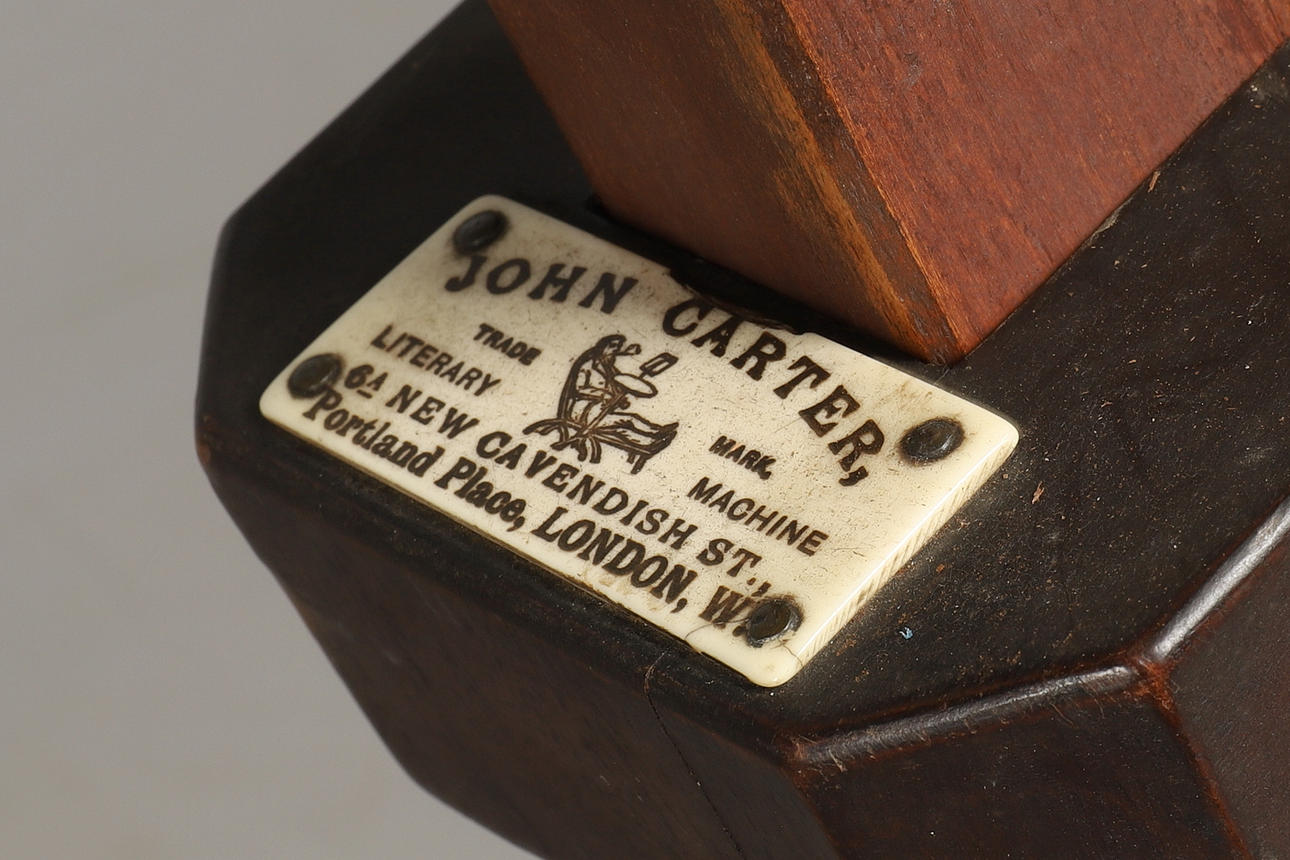 JOHN CARTER,
TRADE MARK,
LITERARY MACHINE
6A NEW CAVENDISH ST.,
Portland Place, LONDON, W.